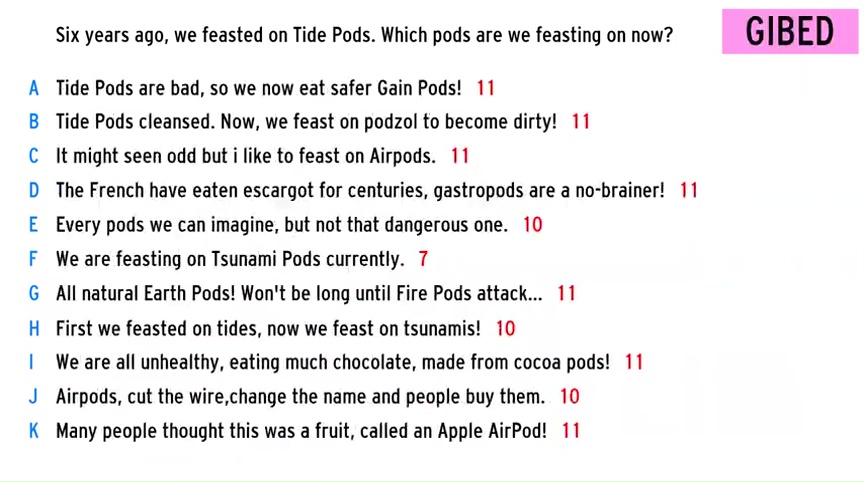 Six years ago, we feasted on Tide Pods. Which pods are we feasting on now?
GIBED
A Tide Pods are bad, so we now eat safer Gain Pods! 11
B Tide Pods cleansed. Now, we feast on podzol to become dirty! 11
C It might seen odd but i like to feast on Airpods. 11
D The French have eaten escargot for centuries, gastropods are a no-brainer! 11
E Every pods we can imagine, but not that dangerous one. 10
F We are feasting on Tsunami Pods currently. 7
G All natural Earth Pods! Won't be long until Fire Pods attack... 11
H First we feasted on tides, now we feast on tsunamis! 10
I We are all unhealthy, eating much chocolate, made from cocoa pods! 11
J Airpods, cut the wire,change the name and people buy them. 10
K Many people thought this was a fruit, called an Apple AirPod! 11